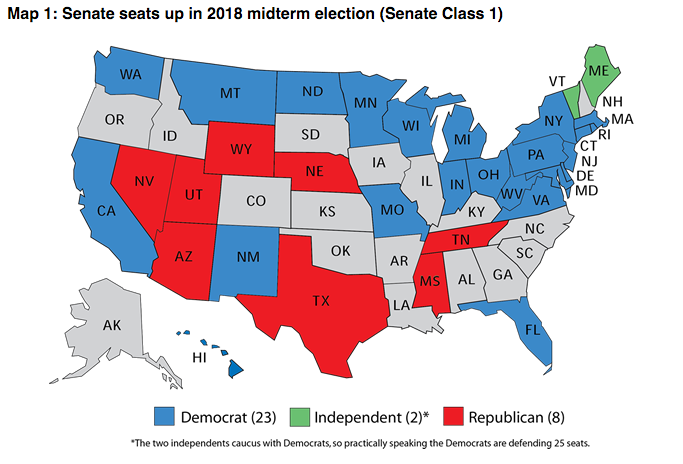 Map 1: Senate seats up in 2018 midterm election (Senate Class 1)
WA
MT
ND
MN
VT
ME
OR
ID
SD
WI
MI
NY
NH
MA
RI
CT
NJ
DE
MD
WY
NE
IA
PA
NV
UT
CO
IL
IN
OH
WV
VA
CA
KS
MO
KY
NC
AZ
NM
OK
AR
TN
SC
TX
LA
MS
AL
GA
AK
HI
FL
Democrat (23) Independent (2)* Republican (8)
*The two independents caucus with Democrats, so practically speaking the Democrats are defending 25 seats.